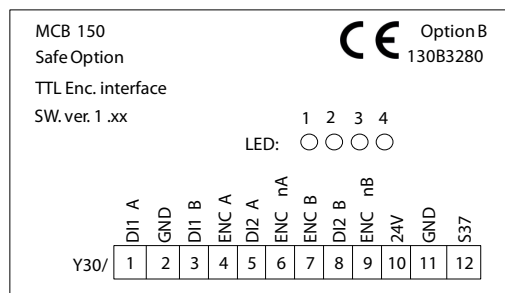 MCB 150
Safe Option
TTL Enc. interface
SW. ver. 1 .xx
CE
Option B
130B3280
1 2 3 4
LED:
DI1 A
GND
DI1 B
ENC A
DI2 A
ENC nA
ENC B
DI2 B
ENC nB
24V
GND
S37
Y30/ 1 2 3 4 5 6 7 8 9 10 11 12